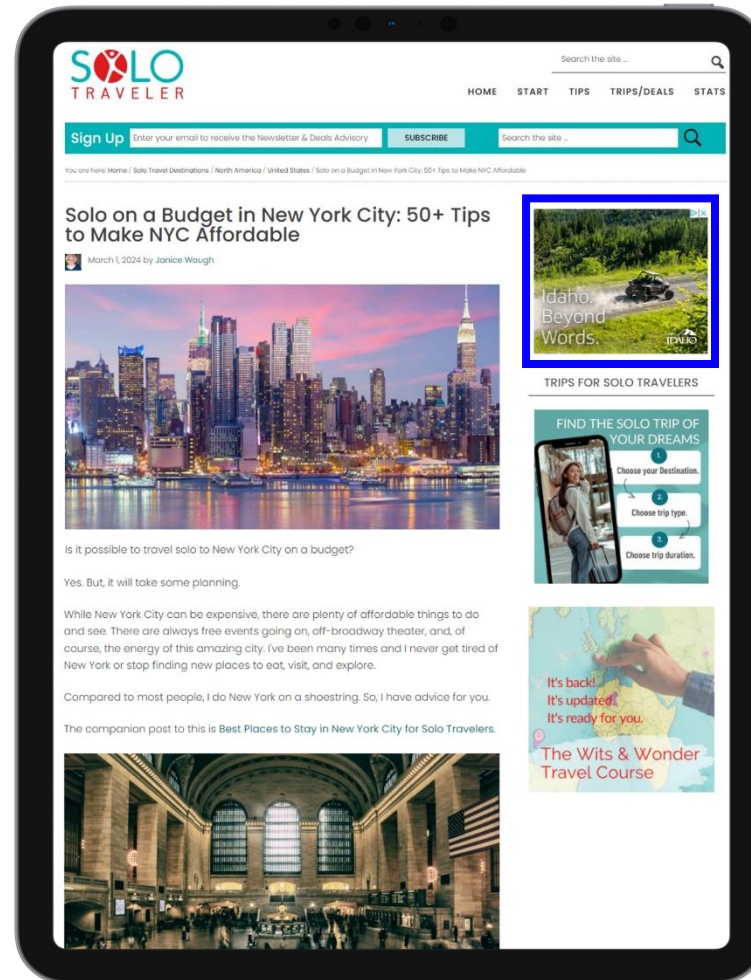 SOLO
TRAVELER
Search the site ...
HOME START TIPS TRIPS/DEALS STATS
Sign Up Enter your email to receive the Newsletter & Deals Advisory SUBSCRIBE Search the site ...
You are here: Home / Solo Travel Destinations / North America / United States / Solo on a Budget in New York City: 50+ Tips to Make NYC Affordable
Solo on a Budget in New York City: 50+ Tips
to Make NYC Affordable
March 1, 2024 by Janice Waugh
Is it possible to travel solo to New York City on a budget?
Yes. But, it will take some planning.
While New York City can be expensive, there are plenty of affordable things to do
and see. There are always free events going on, off-broadway theater, and, of
course, the energy of this amazing city. I've been many times and I never get tired of
New York or stop finding new places to eat, visit, and explore.
Compared to most people, I do New York on a shoestring. So, I have advice for you.
The companion post to this is Best Places to Stay in New York City for Solo Travelers.
Idaho.
Beyond
Words.
IDAHO
TRIPS FOR SOLO TRAVELERS
FIND THE SOLO TRIP OF
YOUR DREAMS
1.
Choose your Destination.
2.
Choose trip type.
3.
Choose trip duration.
It's back!
It's updated.
It's ready for you.
The Wits & Wonder
Travel Course